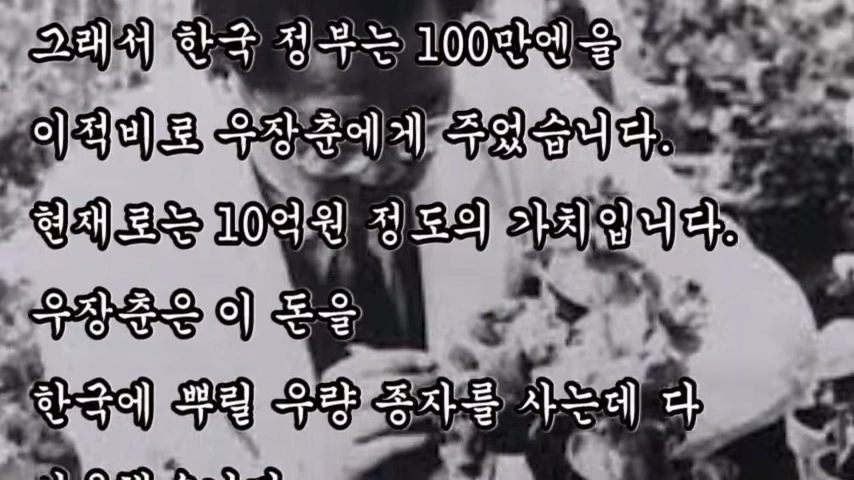 그래서 한국 정부는 100만엔을
이적비로 우장춘에게 주었습니다.
현재로는 10억원 정도의 가치입니다.
우장춘은 이 돈을
한국에 뿌릴 우량 종자를 사는데 다